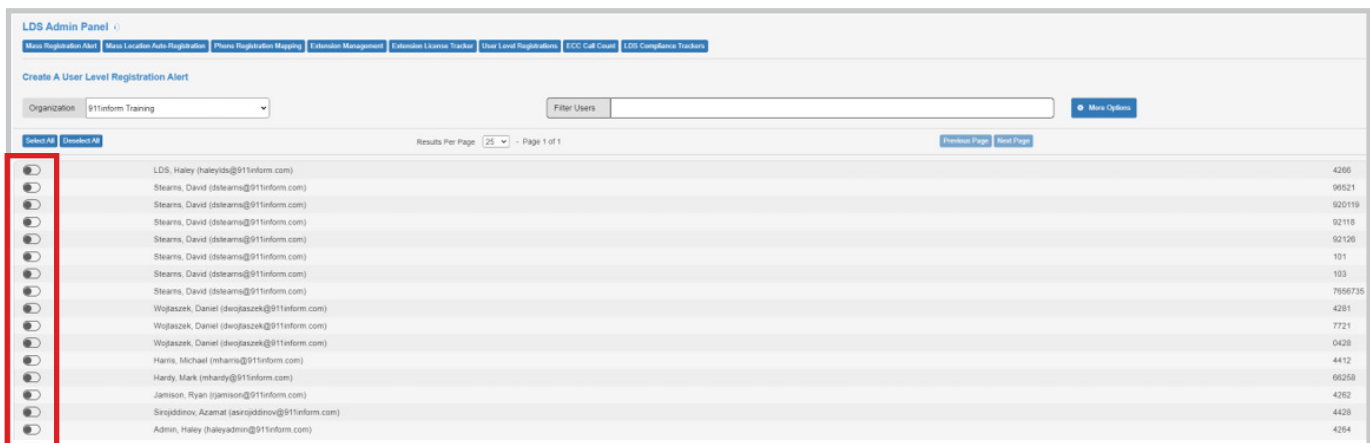 LDS Admin Panel
Mass Registration Alert Mass Location Auto-Registration Phone Registration Mapping Extension Management Extension License Tracker User Level Registrations ECC Call Count LDS Compliance Trackers
Create A User Level Registration Alert
Organization 911inform Training Filter Users More Options
Select All Deselect All Results Per Page 25 - Page 1 of 1 Previous Page Next Page
LDS, Haley (haleylds@911inform.com) 4266
Stearns, David (dstearns@911inform.com) 96521
Stearns, David (dstearns@911inform.com) 920119
Stearns, David (dstearns@911inform.com) 92118
Stearns, David (dstearns@911inform.com) 92126
Stearns, David (dstearns@911inform.com) 101
Stearns, David (dstearns@911inform.com) 103
Stearns, David (dstearns@911inform.com) 7656735
Wojtaszek, Daniel (dwojtaszek@911inform.com) 4281
Wojtaszek, Daniel (dwojtaszek@911inform.com) 7721
Wojtaszek, Daniel (dwojtaszek@911inform.com) 0428
Harris, Michael (mharris@911inform.com) 4412
Hardy, Mark (mhardy@911inform.com) 66258
Jamison, Ryan (rjamison@911inform.com) 4262
Sirojiddinov, Azamat (asirojiddinov@911inform.com) 4428
Admin, Haley (haleyadmin@911inform.com) 4264